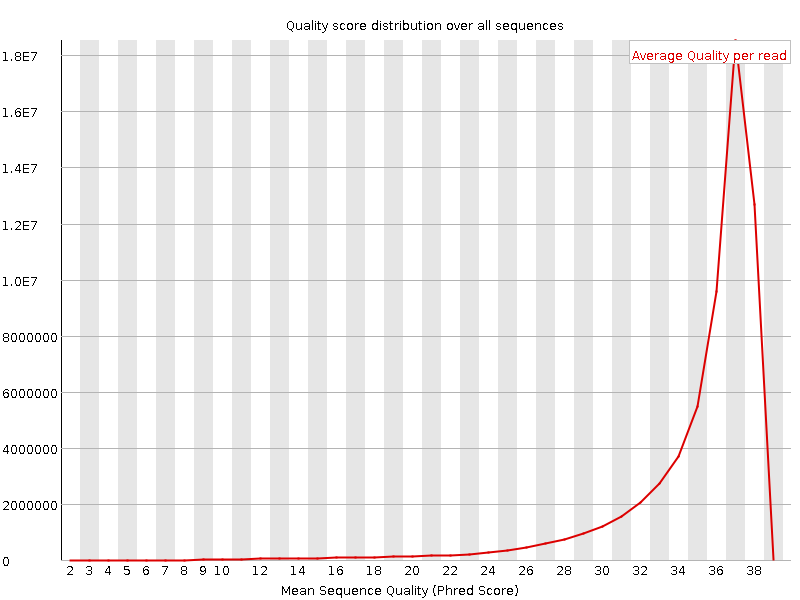 Quality score distribution over all sequences
Average Quality per read
1.8E7
1.6E7
1.4E7
1.2E7
1.0E7
8000000
6000000
4000000
2000000
0
2 3 4 5 6 7 8 9 10 12 14 16 18 20 22 24 26 28 30 32 34 36 38
Mean Sequence Quality (Phred Score)